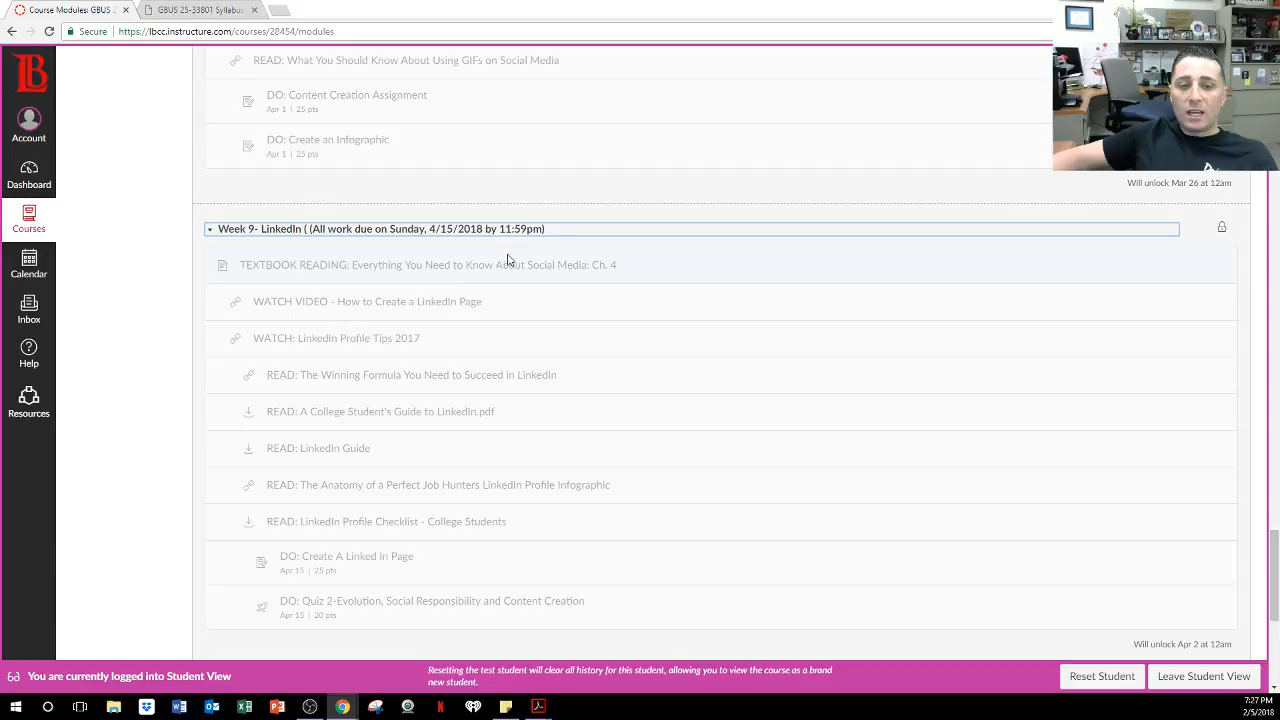 Course Modules: GBUS
GBUS 25-33801 Syllabus
Secure
https://lbcc.instructure.com/courses/28454/modules
LB
Account
Dashboard
Courses
Calendar
Inbox
Help
Resources
READ: What You Should Know About Using GIFs on Social Media
DO: Content Creation Assignment
Apr 1 | 25 pts
DO: Create an Infographic
Apr 1 | 25 pts
Will unlock Mar 26 at 12am
Week 9- LinkedIn ( (All work due on Sunday, 4/15/2018 by 11:59pm)
TEXTBOOK READING: Everything You Need to Know About Social Media: Ch. 4
WATCH VIDEO - How to Create a LinkedIn Page
WATCH: LinkedIn Profile Tips 2017
READ: The Winning Formula You Need to Succeed in LinkedIn
READ: A College Student's Guide to LinkedIn.pdf
READ: LinkedIn Guide
READ: The Anatomy of a Perfect Job Hunters LinkedIn Profile Infographic
READ: LinkedIn Profile Checklist - College Students
DO: Create A Linked In Page
Apr 15 | 25 pts
DO: Quiz 2-Evolution, Social Responsibility and Content Creation
Apr 15 | 20 pts
Will unlock Apr 2 at 12am
You are currently logged into Student View
Resetting the test student will clear all history for this student, allowing you to view the course as a brand
new student.
Reset Student
Leave Student View
7:27 PM
2/5/2018